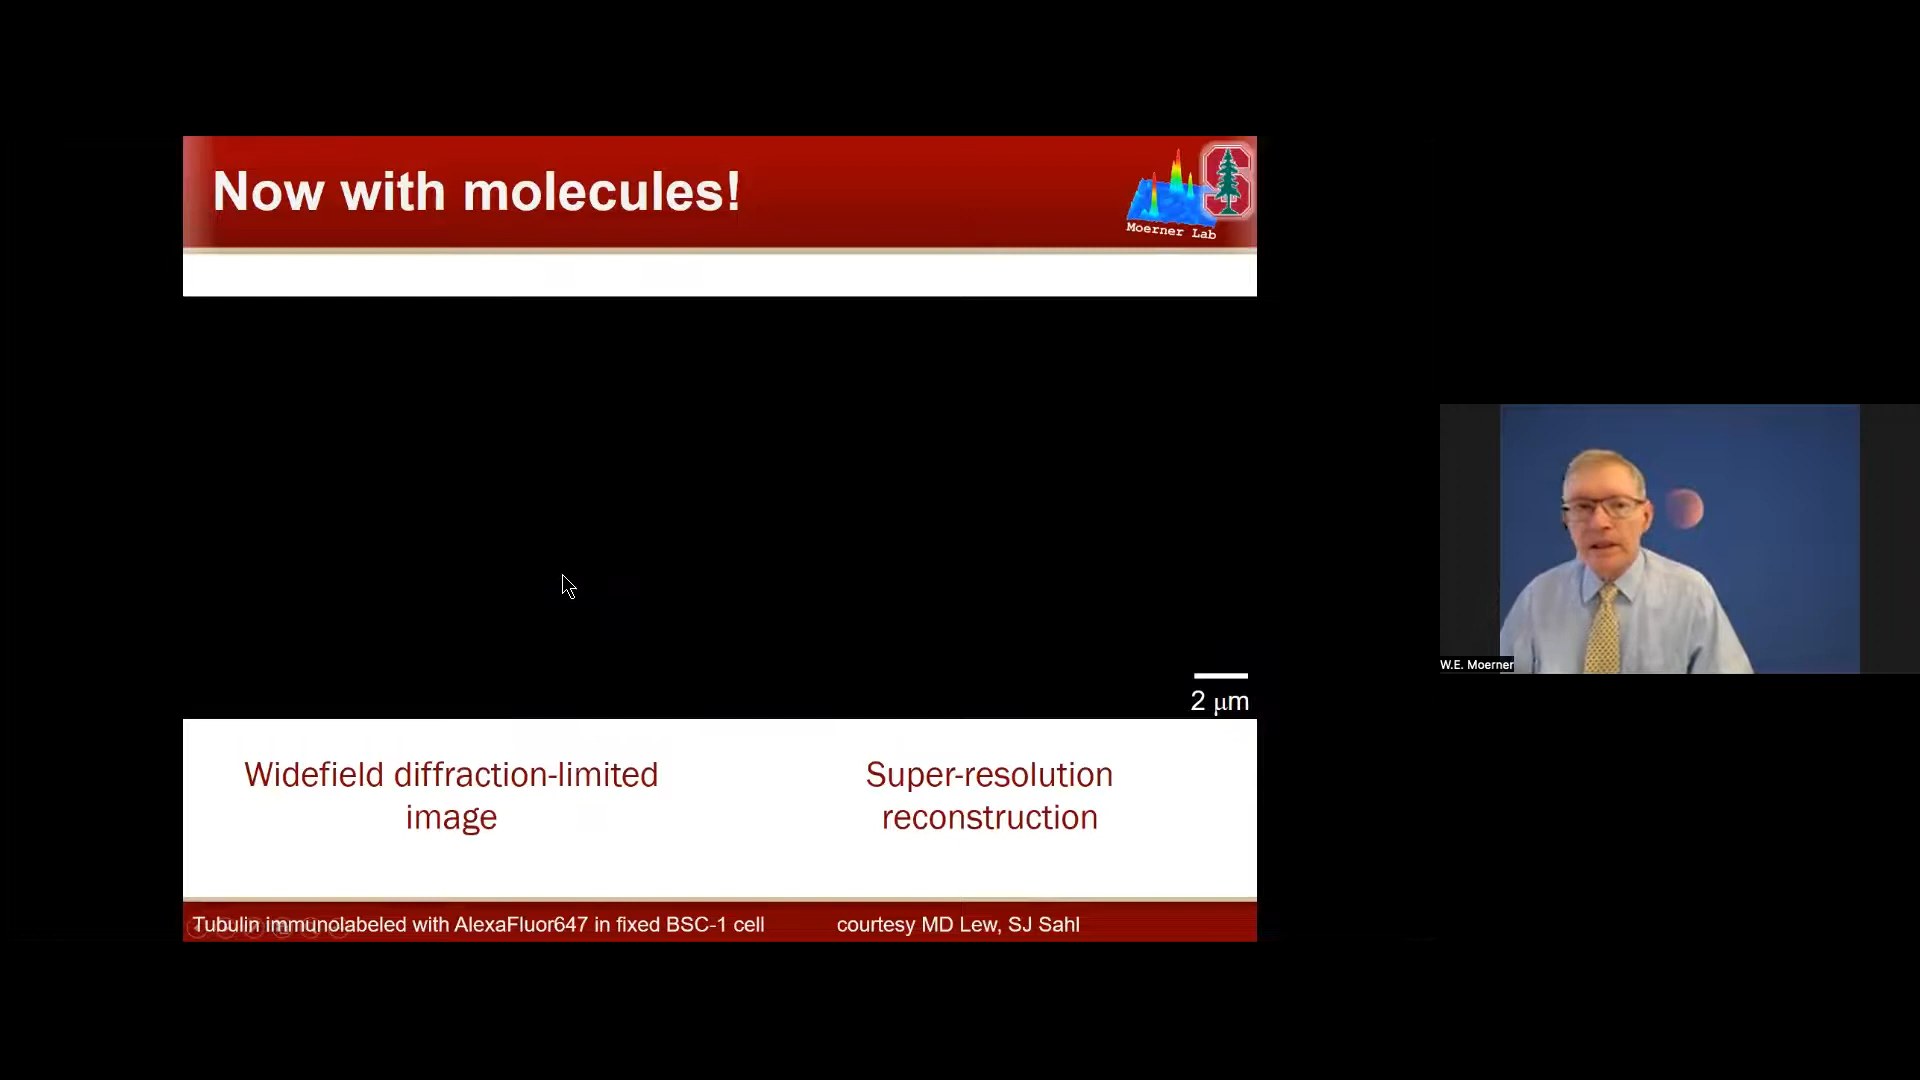 Now with molecules!
Moerner Lab
2 μm
Widefield diffraction-limited
image
Super-resolution
reconstruction
Tubulin immunolabeled with AlexaFluor647 in fixed BSC-1 cell
courtesy MD Lew, SJ Sahl
W.E. Moerner